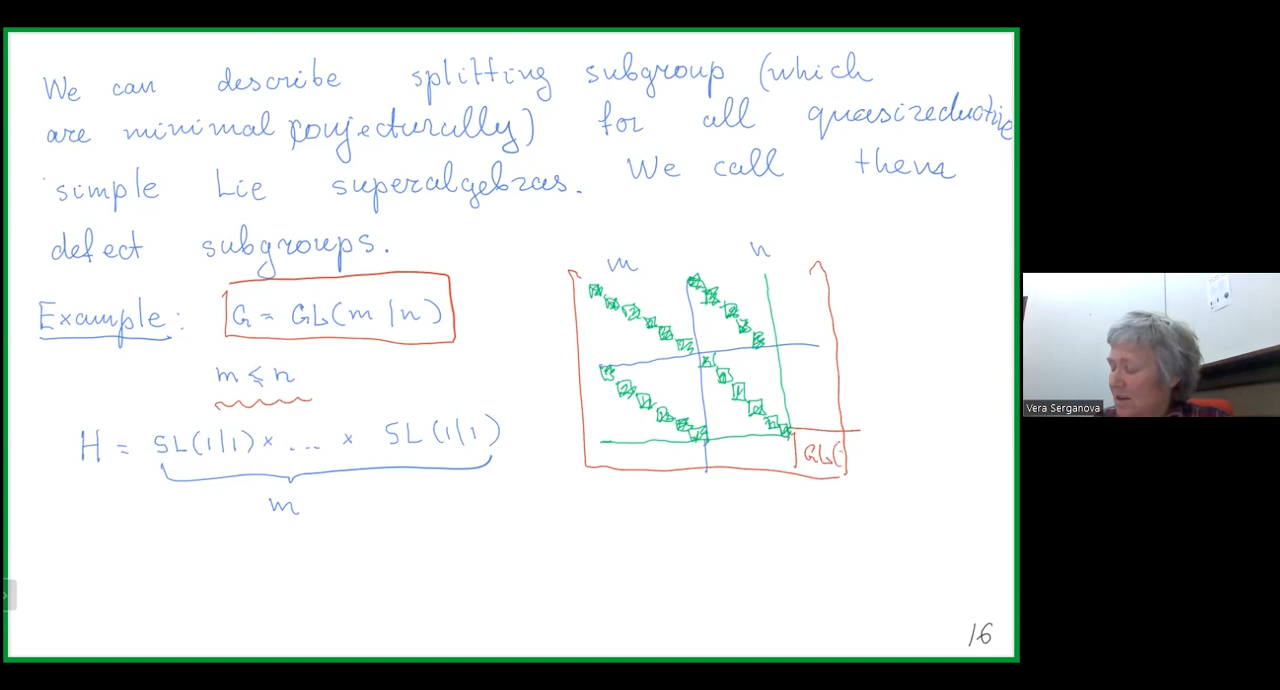 We can describe splitting subgroup (which
are minimal conjecturally) for all quasireductive
simple Lie superalgebras. We call them
defect subgroups.
m n
Example: G = GL(m|n)
m ≤ n
H = SL(1|1) × ... × SL(1|1)
m
GL(
16
Vera Serganova